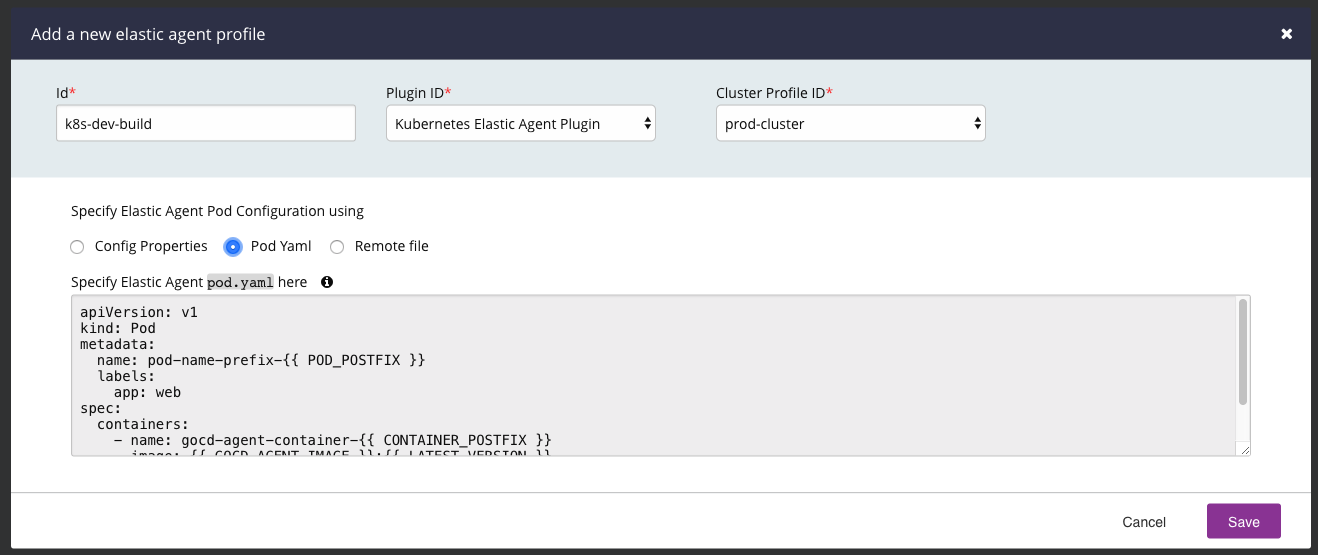 Add a new elastic agent profile
Id* Plugin ID* Cluster Profile ID*
k8s-dev-build Kubernetes Elastic Agent Plugin prod-cluster
Specify Elastic Agent Pod Configuration using
Config Properties Pod Yaml Remote file
Specify Elastic Agent pod.yaml here
apiVersion: v1
kind: Pod
metadata:
  name: pod-name-prefix-{{ POD_POSTFIX }}
  labels:
    app: web
spec:
  containers:
    - name: gocd-agent-container-{{ CONTAINER_POSTFIX }}
      image: {{ GOCD_AGENT_IMAGE }}:{{ LATEST_VERSION }}
Cancel Save